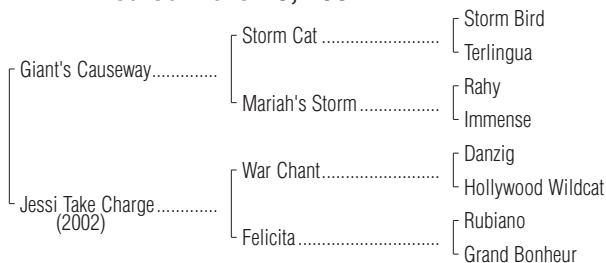 Storm Bird
Storm Cat
Terlingua
Giant's Causeway
Rahy
Mariah's Storm
Immense
Danzig
War Chant
Hollywood Wildcat
Jessi Take Charge
(2002)
Rubiano
Felicita
Grand Bonheur